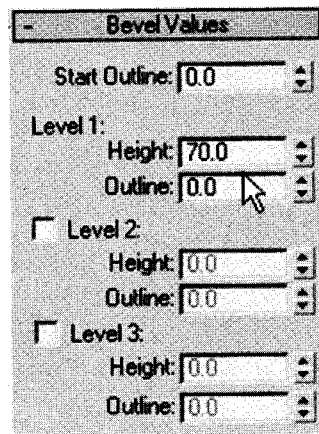 - Bevel Values
Start Outline: 0.0
Level 1:
Height: 70.0
Outline: 0.0
Level 2:
Height: 0.0
Outline: 0.0
Level 3:
Height: 0.0
Outline: 0.0